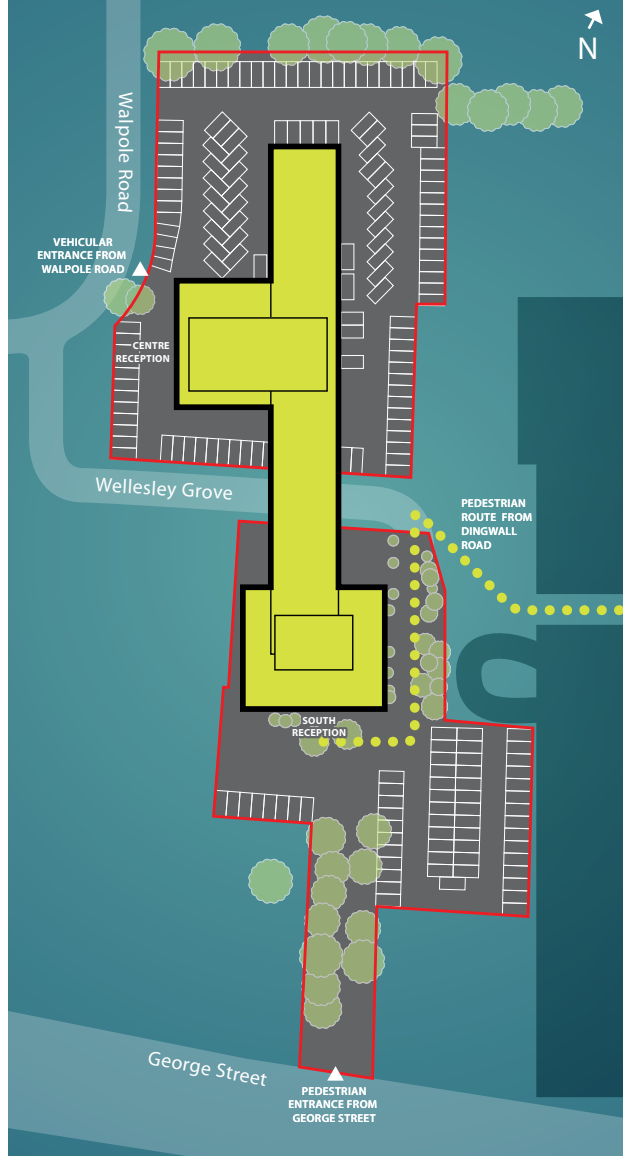 N
Walpole Road
VEHICULAR
ENTRANCE FROM
WALPOLE ROAD
CENTRE
RECEPTION
Wellesley Grove
PEDESTRIAN
ROUTE FROM
DINGWALL
ROAD
SOUTH
RECEPTION
George Street
PEDESTRIAN
ENTRANCE FROM
GEORGE STREET